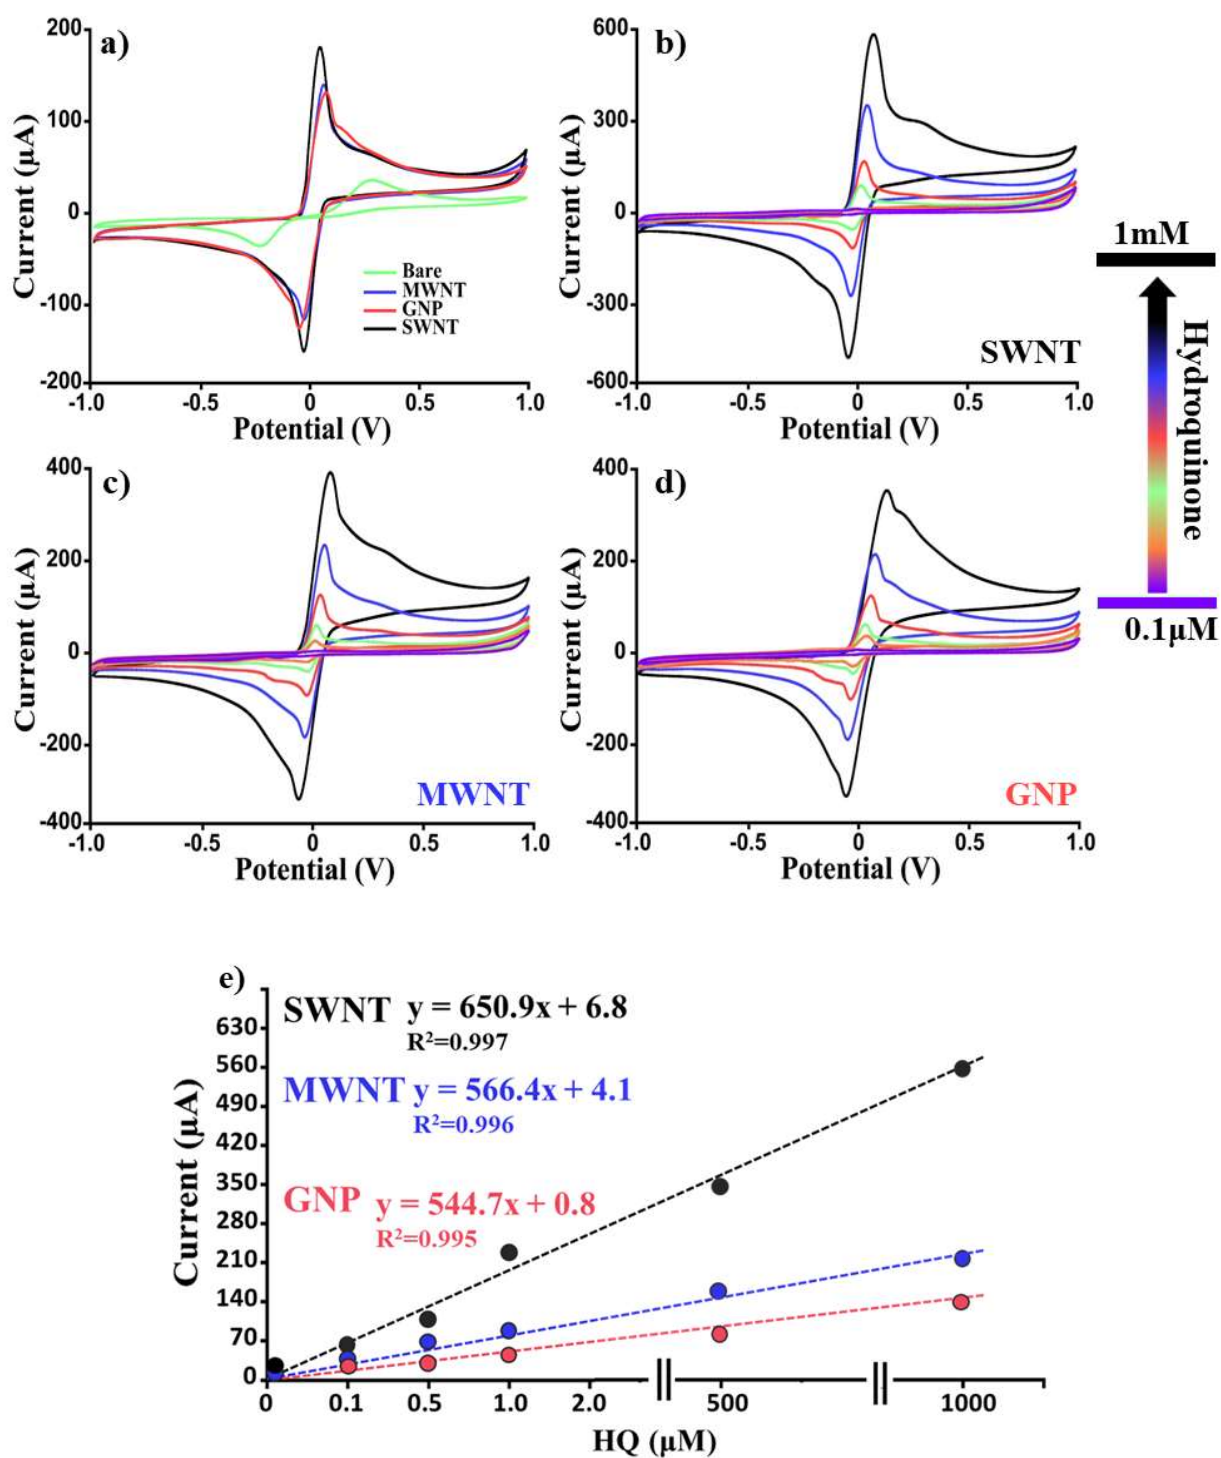 a)
200
100
0
-100
-200
Current (µA)
-1.0 -0.5 0 0.5 1.0
Potential (V)
Bare
MWNT
GNP
SWNT
b)
600
300
0
-300
-600
Current (µA)
-1.0 -0.5 0 0.5 1.0
Potential (V)
SWNT
1mM
Hydroquinone
0.1µM
c)
400
200
0
-200
-400
Current (µA)
-1.0 -0.5 0 0.5 1.0
Potential (V)
MWNT
d)
400
200
0
-200
-400
Current (µA)
-1.0 -0.5 0 0.5 1.0
Potential (V)
GNP
e)
SWNT y = 650.9x + 6.8
R²=0.997
MWNT y = 566.4x + 4.1
R²=0.996
GNP y = 544.7x + 0.8
R²=0.995
630
560
490
420
350
280
210
140
70
0
Current (µA)
0 0.1 0.5 1.0 2.0 500 1000
HQ (µM)